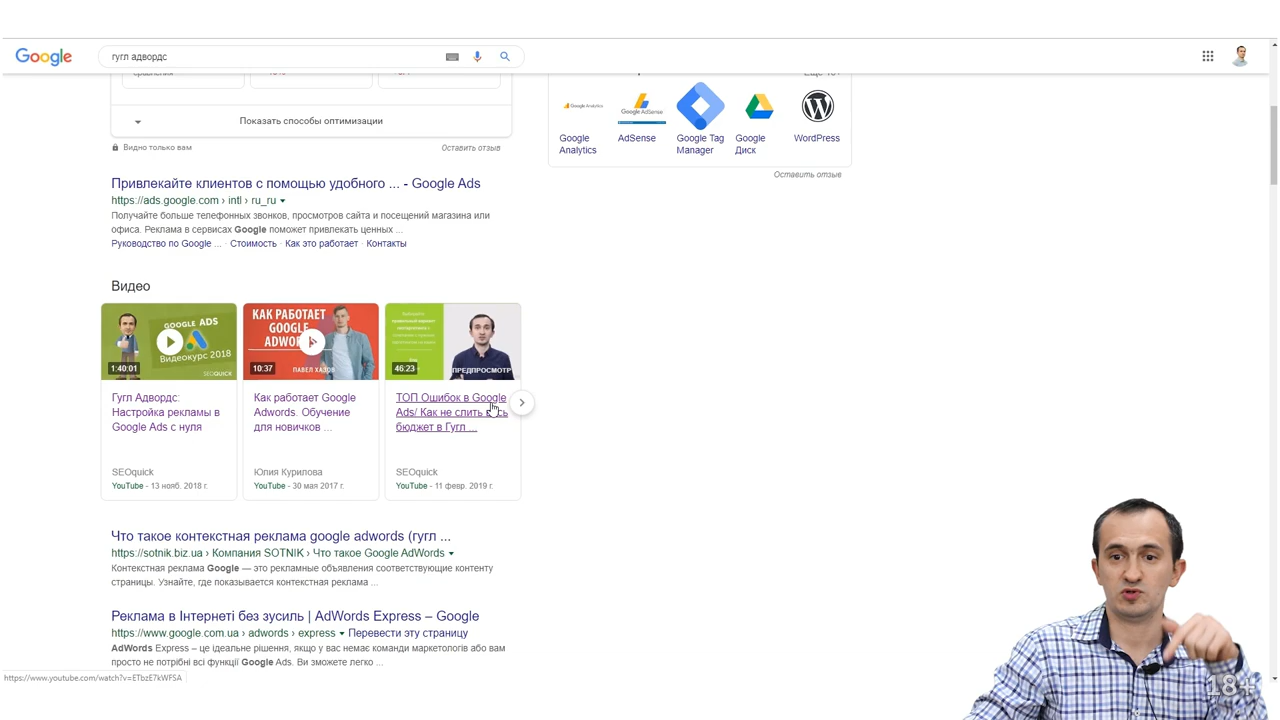 Google
гугл адвордс
сравнения
Показать способы оптимизации
Видно только вам
Оставить отзыв
Google Analytics
Google AdSense
Google
Analytics
AdSense
Google Tag
Manager
Google
Диск
WordPress
Оставить отзыв
Привлекайте клиентов с помощью удобного ... - Google Ads
https://ads.google.com › intl › ru_ru
Получайте больше телефонных звонков, просмотров сайта и посещений магазина или
офиса. Реклама в сервисах Google поможет привлекать ценных ...
Руководство по Google ... · Стоимость · Как это работает · Контакты
Видео
GOOGLE ADS
Видеокурс 2018
1:40:01
SEOQUICK
Гугл Адвордс:
Настройка рекламы в
Google Ads с нуля
SEOquick
YouTube - 13 нояб. 2018 г.
КАК РАБОТАЕТ
GOOGLE
10:37
ПАВЕЛ ХАЗОВ
Как работает Google
Adwords. Обучение
для новичков ...
Юлия Курилова
YouTube - 30 мая 2017 г.
46:23
ПРЕДПРОСМОТР
ТОП Ошибок в Google
Ads/ Как не слить весь
бюджет в Гугл ...
SEOquick
YouTube - 11 февр. 2019 г.
Что такое контекстная реклама google adwords (гугл ...
https://sotnik.biz.ua › Компания SOTNIK › Что такое Google AdWords
Контекстная реклама Google — это рекламные объявления соответствующие контенту
страницы. Узнайте, где показывается контекстная реклама ...
Реклама в Інтернеті без зусиль | AdWords Express – Google
https://www.google.com.ua › adwords › express Перевести эту страницу
AdWords Express – це ідеальне рішення, якщо у вас немає команди маркетологів або вам
просто не потрібні всі функції Google Ads. Ви зможете легко ...
https://www.youtube.com/watch?v=ETbzE7kWFSA
18+